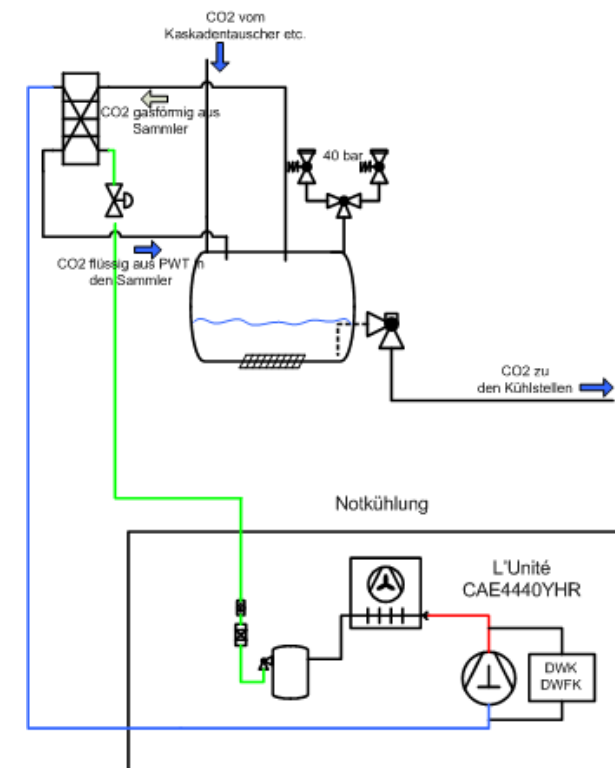 CO2 vom
Kaskadentauscher etc.
CO2 gasförmig aus
Sammler
40 bar
CO2 flüssig aus PWT in
den Sammler
CO2 zu
den Kühlstellen
Notkühlung
L'Unité
CAE4440YHR
DWK
DWFK